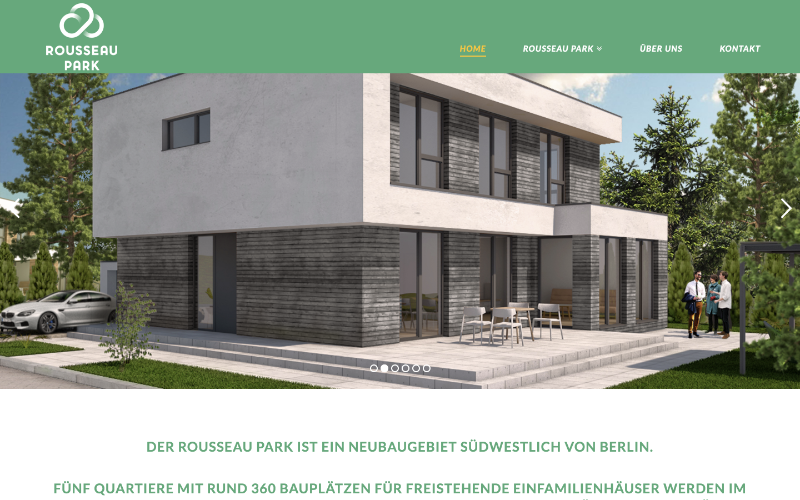 ROUSSEAU
PARK
HOME
ROUSSEAU PARK
ÜBER UNS
KONTAKT
DER ROUSSEAU PARK IST EIN NEUBAUGEBIET SÜDWESTLICH VON BERLIN.
FÜNF QUARTIERE MIT RUND 360 BAUPLÄTZEN FÜR FREISTEHENDE EINFAMILIENHÄUSER WERDEN IM